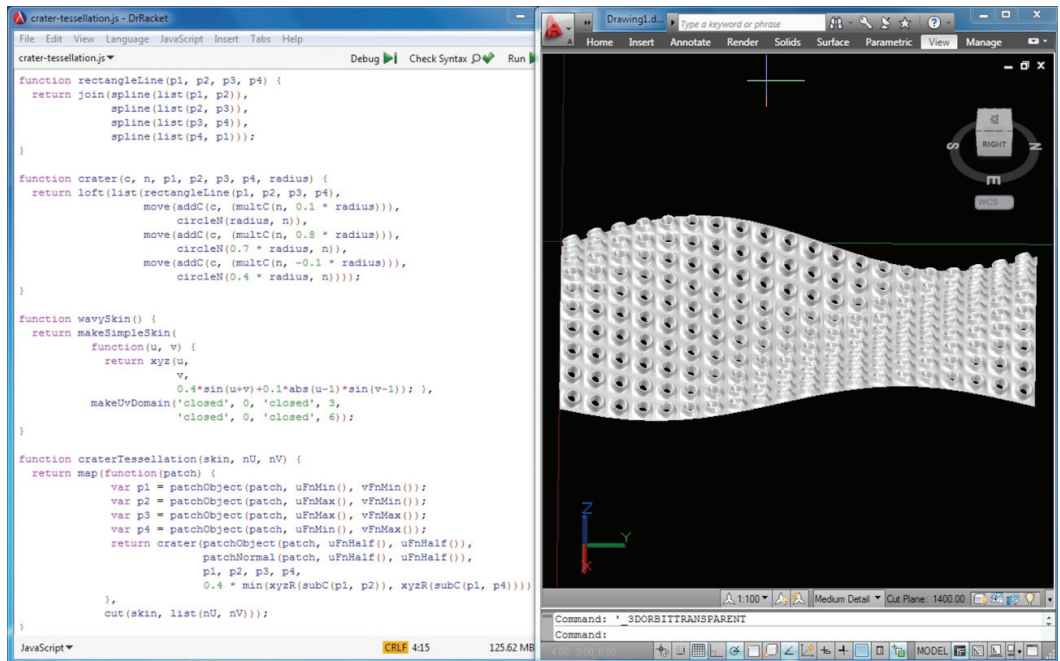 crater-tessellation.js - DrRacket
File Edit View Language JavaScript Insert Tabs Help
crater-tessellation.js▼ Debug Check Syntax Run
function rectangleLine(p1, p2, p3, p4) {
  return join(spline(list(p1, p2)),
              spline(list(p2, p3)),
              spline(list(p3, p4)),
              spline(list(p4, p1)));
}
function crater(c, n, p1, p2, p3, p4, radius) {
  return loft(list(rectangleLine(p1, p2, p3, p4),
                   move(addC(c, (multC(n, 0.1 * radius))),
                        circleN(radius, n)),
                   move(addC(c, (multC(n, 0.8 * radius))),
                        circleN(0.7 * radius, n)),
                   move(addC(c, (multC(n, -0.1 * radius))),
                        circleN(0.4 * radius, n))));
}
function wavySkin() {
  return makeSimpleSkin(
           function(u, v) {
             return xyz(u,
                        v,
                        0.4*sin(u+v)+0.1*abs(u-1)*sin(v-1)); },
           makeUvDomain('closed', 0, 'closed', 3,
                        'closed', 0, 'closed', 6));
}
function craterTessellation(skin, nU, nV) {
  return map(function(patch) {
               var p1 = patchObject(patch, uFnMin(), vFnMin());
               var p2 = patchObject(patch, uFnMax(), vFnMin());
               var p3 = patchObject(patch, uFnMax(), vFnMax());
               var p4 = patchObject(patch, uFnMin(), vFnMax());
               return crater(patchObject(patch, uFnHalf(), uFnHalf()),
                             patchNormal(patch, uFnHalf(), uFnHalf()),
                             p1, p2, p3, p4,
                             0.4 * min(xyzR(subC(p1, p2)), xyzR(subC(p1, p4))))
             },
             cut(skin, list(nU, nV)));
}
JavaScript▼ CRLF 4:15 125.62 MB
Drawing1.d... Type a keyword or phrase
Home Insert Annotate Render Solids Surface Parametric View Manage
RIGHT
S N
E
WCS
Z
Y
X
1:100 Medium Detail Cut Plane: 1400.00
Command: '_3DORBITTRANSPARENT
Command:
4.00, 3.00, 0.00 MODEL